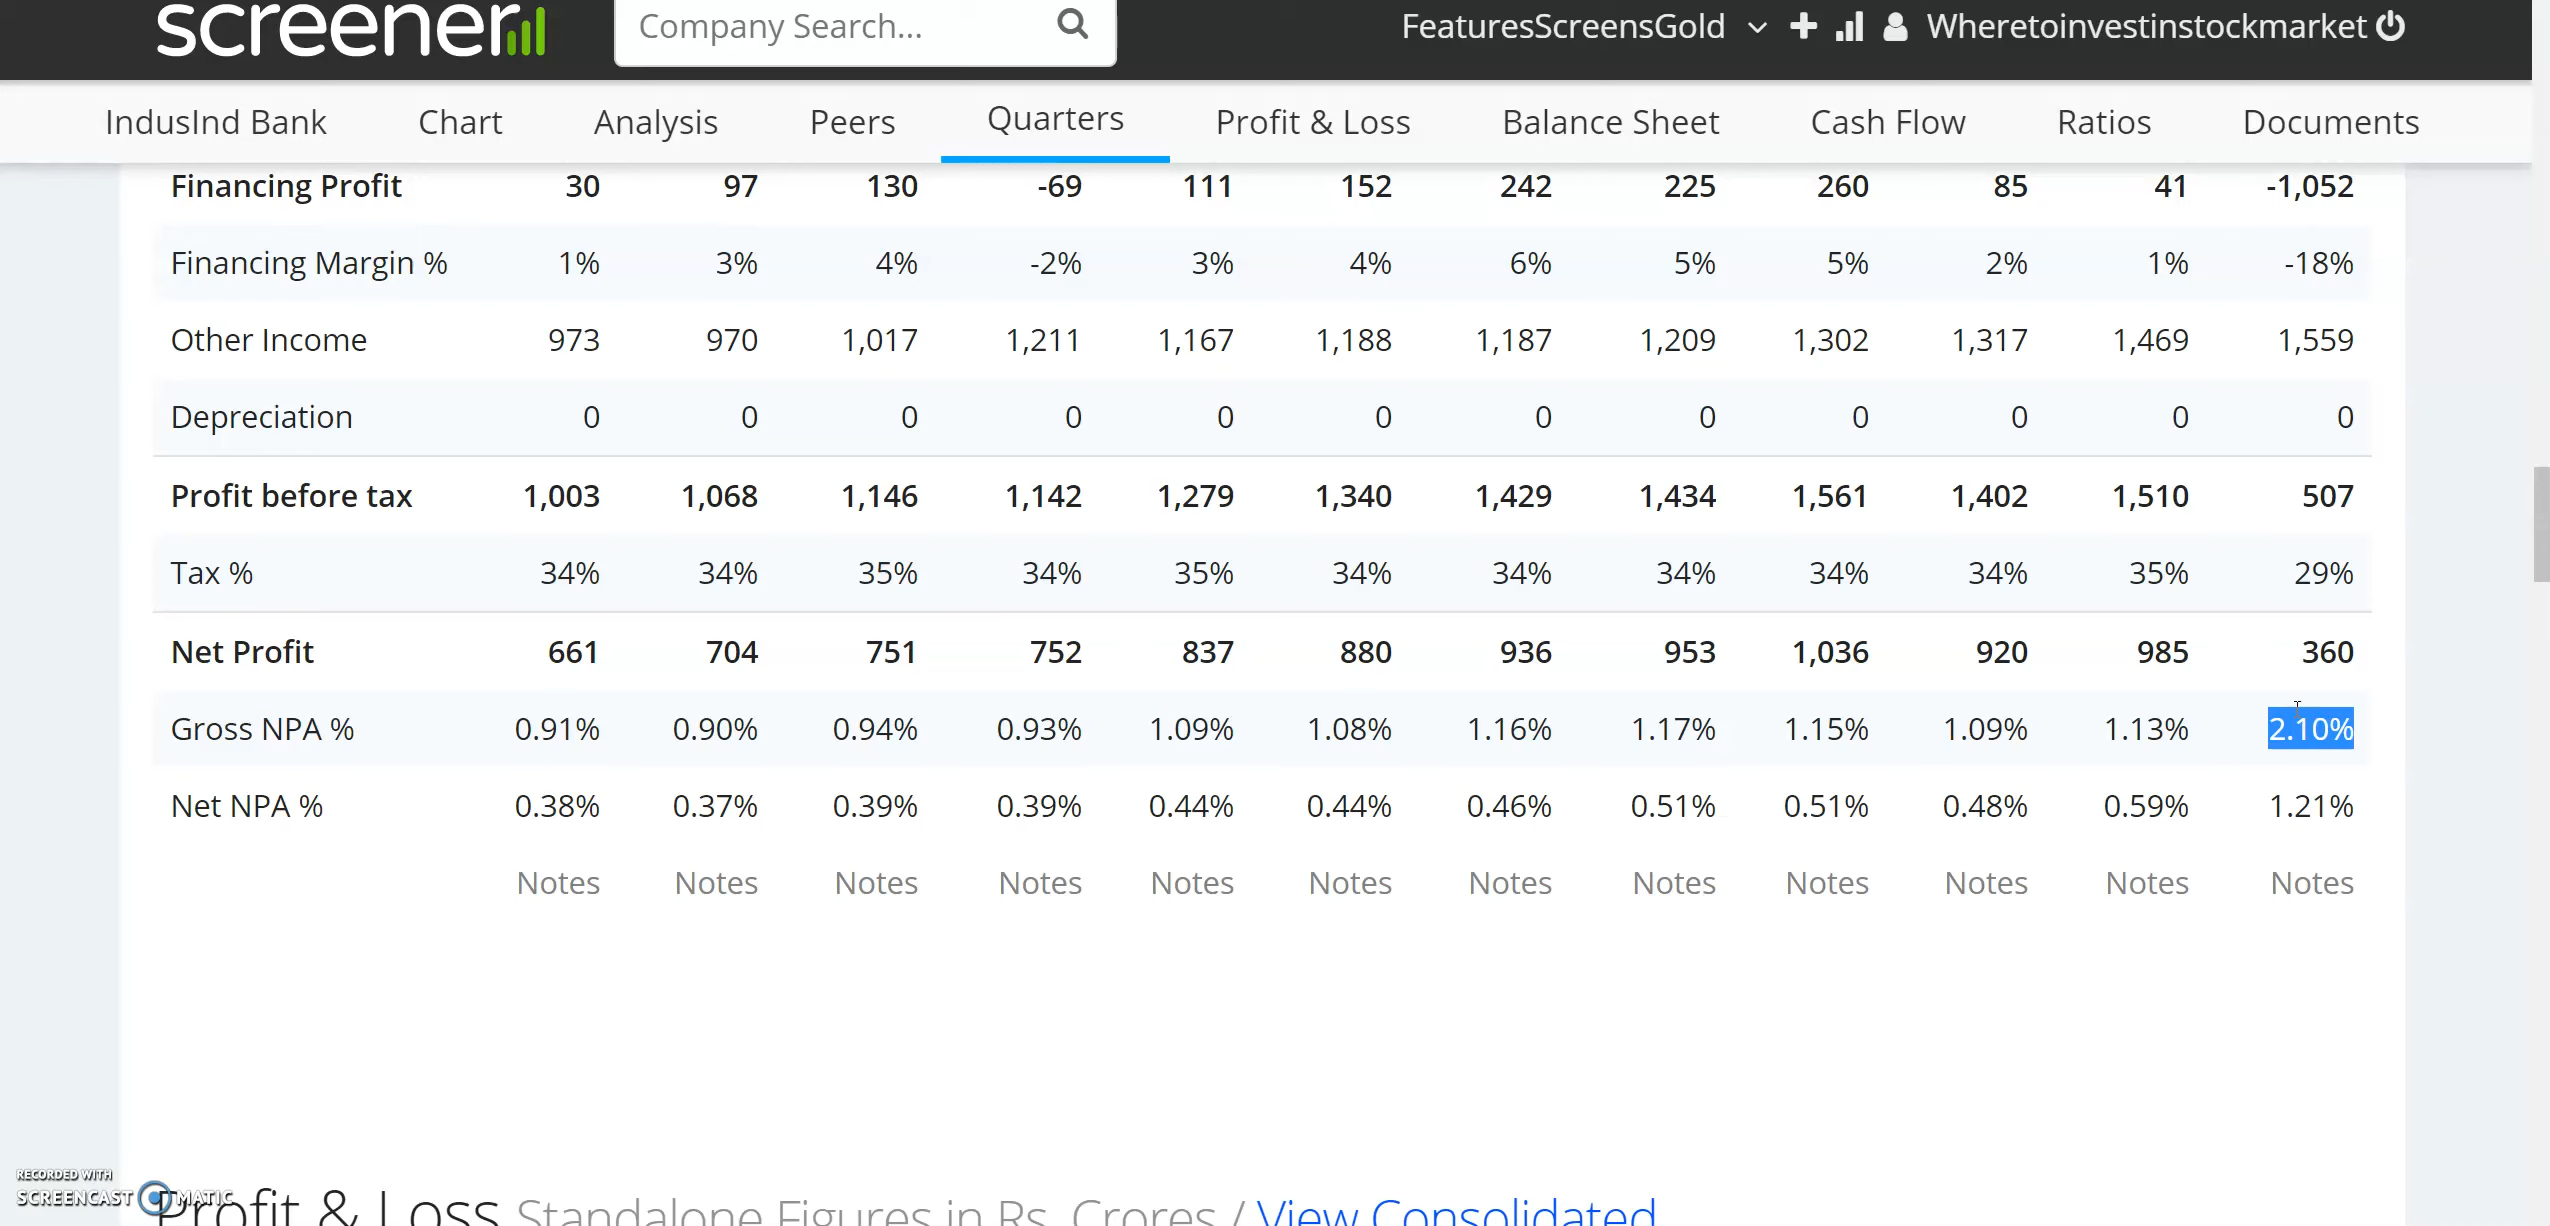 screener
Company Search...
FeaturesScreensGold
Wheretoinvestinstockmarket
IndusInd Bank Chart Analysis Peers Quarters Profit & Loss Balance Sheet Cash Flow Ratios Documents
Financing Profit 30 97 130 -69 111 152 242 225 260 85 41 -1,052
Financing Margin % 1% 3% 4% -2% 3% 4% 6% 5% 5% 2% 1% -18%
Other Income 973 970 1,017 1,211 1,167 1,188 1,187 1,209 1,302 1,317 1,469 1,559
Depreciation 0 0 0 0 0 0 0 0 0 0 0 0
Profit before tax 1,003 1,068 1,146 1,142 1,279 1,340 1,429 1,434 1,561 1,402 1,510 507
Tax % 34% 34% 35% 34% 35% 34% 34% 34% 34% 34% 35% 29%
Net Profit 661 704 751 752 837 880 936 953 1,036 920 985 360
Gross NPA % 0.91% 0.90% 0.94% 0.93% 1.09% 1.08% 1.16% 1.17% 1.15% 1.09% 1.13% 2.10%
Net NPA % 0.38% 0.37% 0.39% 0.39% 0.44% 0.44% 0.46% 0.51% 0.51% 0.48% 0.59% 1.21%
Notes Notes Notes Notes Notes Notes Notes Notes Notes Notes Notes Notes
RECORDED WITH
SCREENCAST MATIC
Profit & Loss Standalone Figures in Rs. Crores / View Consolidated